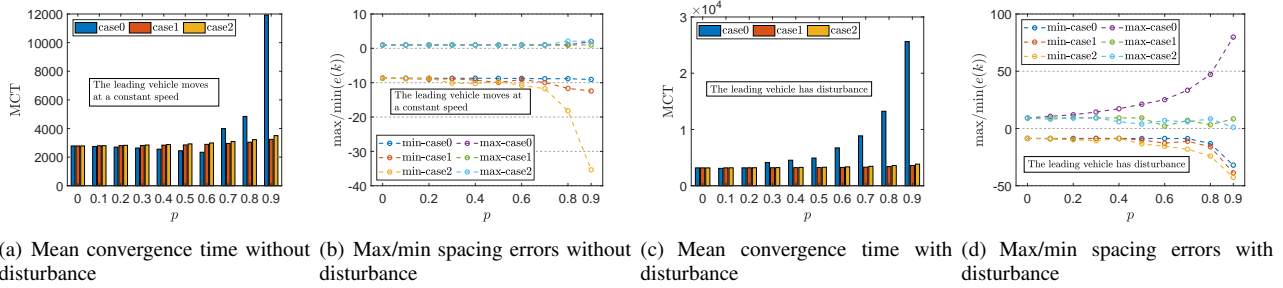 12000
10000
8000
6000
4000
2000
0
MCT
case0 case1 case2
The leading vehicle moves
at a constant speed
0 0.1 0.2 0.3 0.4 0.5 0.6 0.7 0.8 0.9
p
(a) Mean convergence time without
disturbance
10
0
-10
-20
-30
-40
max/min(e(k))
The leading vehicle moves at
a constant speed
min-case0 max-case0
min-case1 max-case1
min-case2 max-case2
0 0.2 0.4 0.6 0.8 0.9
p
(b) Max/min spacing errors without
disturbance
3 ×10⁴
2
1
0
MCT
case0 case1 case2
The leading vehicle has disturbance
0 0.1 0.2 0.3 0.4 0.5 0.6 0.7 0.8 0.9
p
(c) Mean convergence time with
disturbance
100
50
0
-50
max/min(e(k))
min-case0 max-case0
min-case1 max-case1
min-case2 max-case2
The leading vehicle has disturbance
0 0.2 0.4 0.6 0.8 0.9
p
(d) Max/min spacing errors with
disturbance